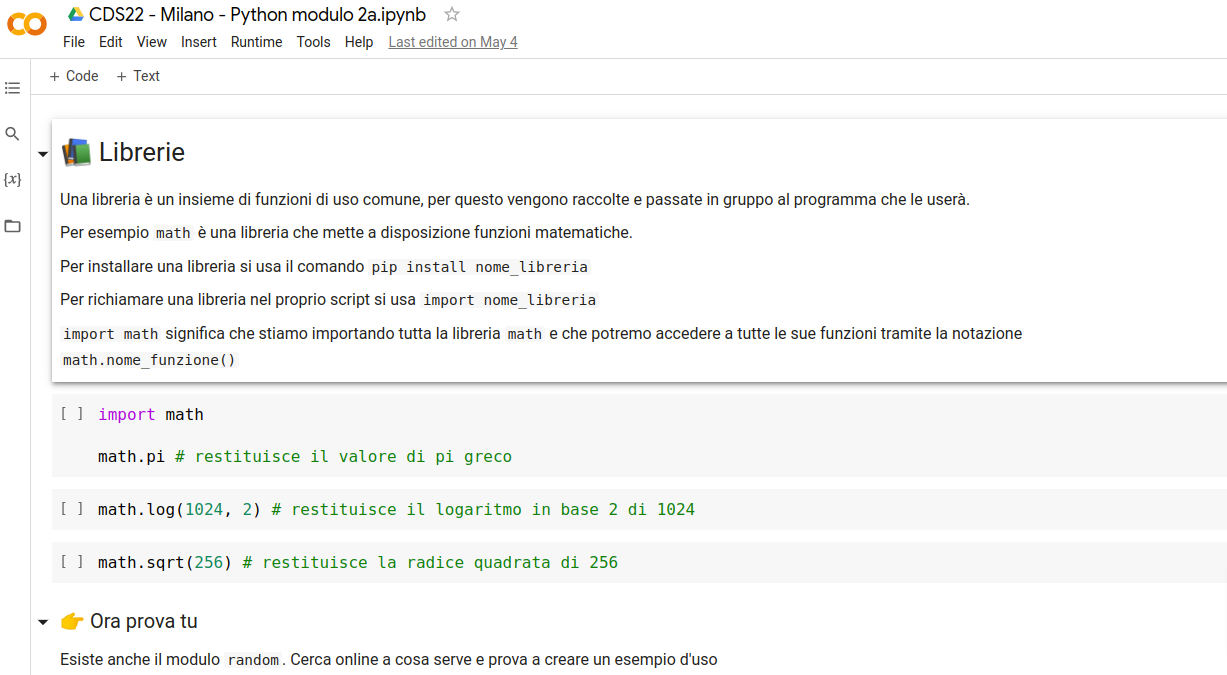 CDS22 - Milano - Python modulo 2a.ipynb
File Edit View Insert Runtime Tools Help Last edited on May 4
+ Code + Text
Librerie
Una libreria è un insieme di funzioni di uso comune, per questo vengono raccolte e passate in gruppo al programma che le userà.
Per esempio math è una libreria che mette a disposizione funzioni matematiche.
Per installare una libreria si usa il comando pip install nome_libreria
Per richiamare una libreria nel proprio script si usa import nome_libreria
import math significa che stiamo importando tutta la libreria math e che potremo accedere a tutte le sue funzioni tramite la notazione
math.nome_funzione()
[ ] import math
math.pi # restituisce il valore di pi greco
[ ] math.log(1024, 2) # restituisce il logaritmo in base 2 di 1024
[ ] math.sqrt(256) # restituisce la radice quadrata di 256
Ora prova tu
Esiste anche il modulo random. Cerca online a cosa serve e prova a creare un esempio d'uso
{x}